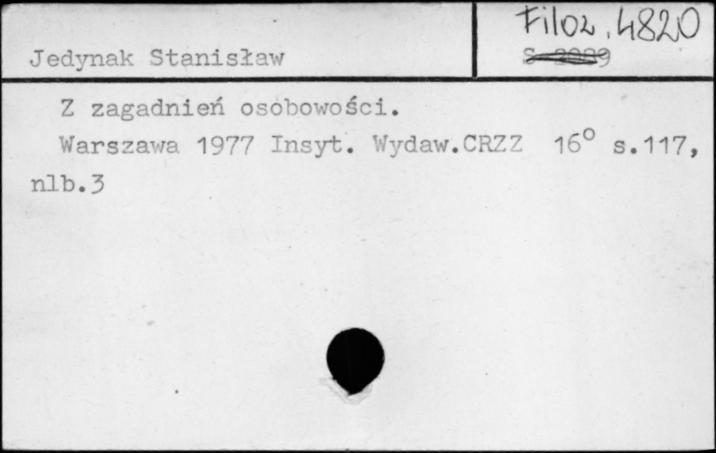 Filoz. 4820
Jedynak Stanisław
Z zagadnień osobowości.
Warszawa 1977 Insyt. Wydaw.CRZZ 16° s.117,
nlb.3